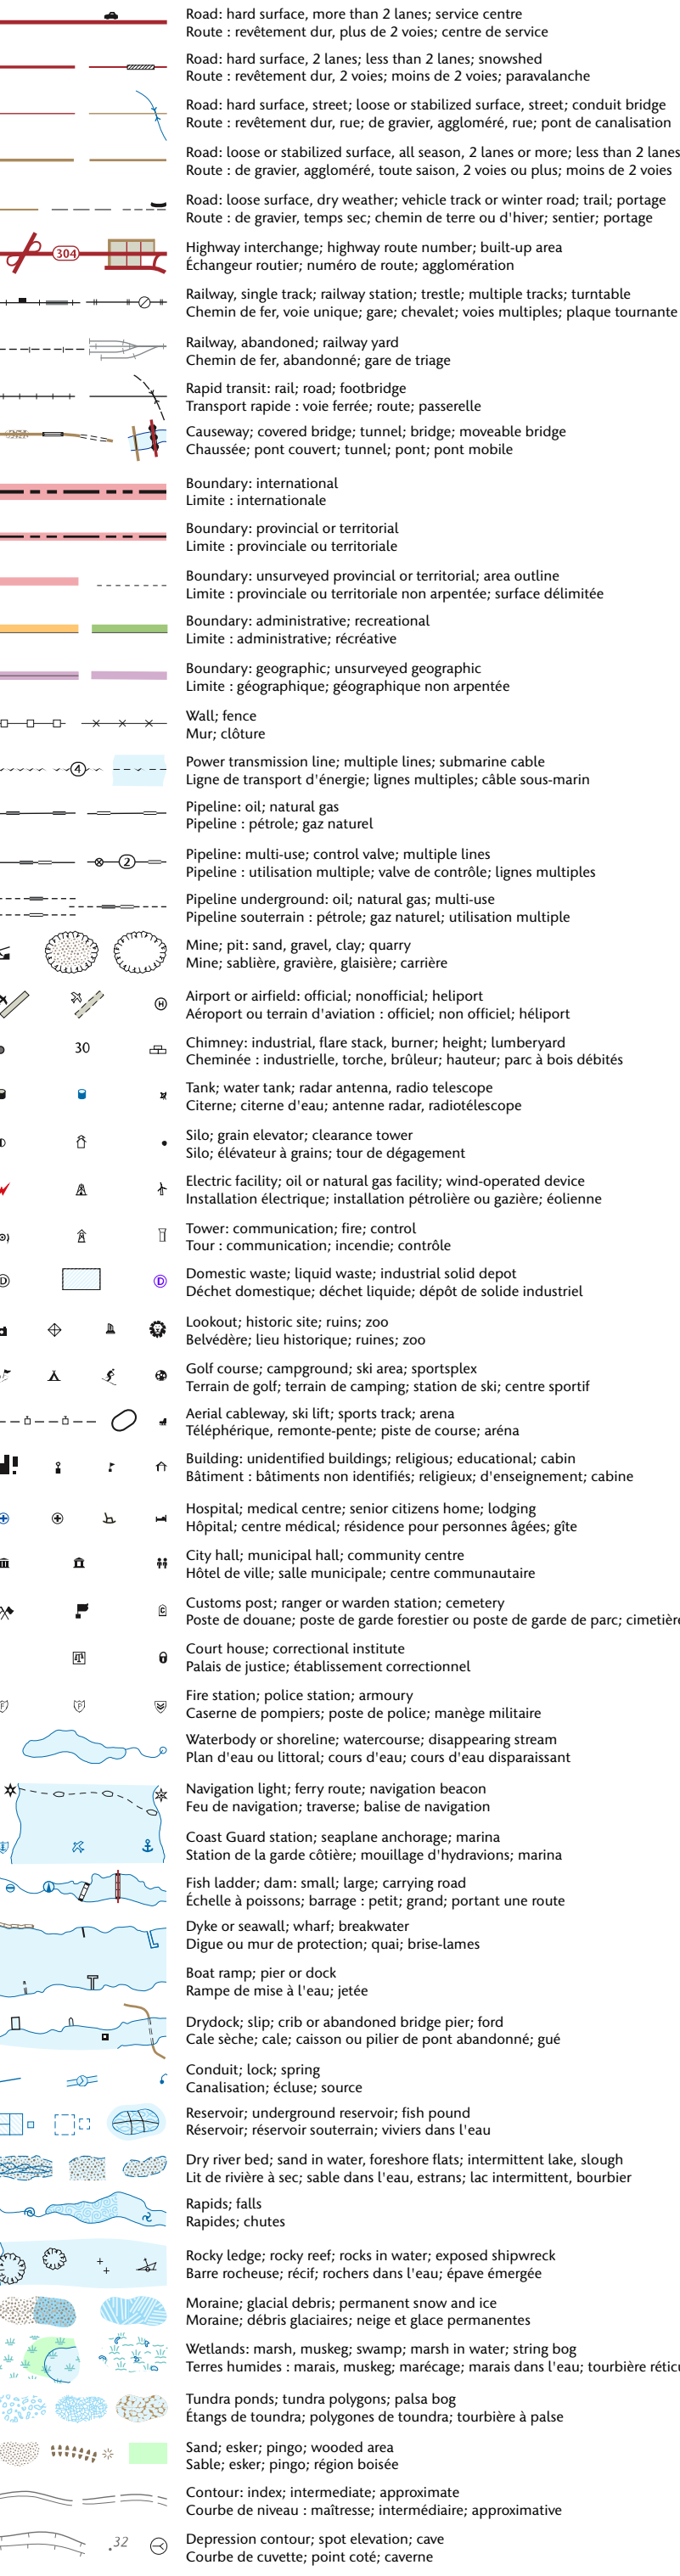 Road: hard surface, more than 2 lanes; service centre
Route : revêtement dur, plus de 2 voies; centre de service
Road: hard surface, 2 lanes; less than 2 lanes; snowshed
Route : revêtement dur, 2 voies; moins de 2 voies; paravalanche
Road: hard surface, street; loose or stabilized surface, street; conduit bridge
Route : revêtement dur, rue; de gravier, aggloméré, rue; pont de canalisation
Road: loose or stabilized surface, all season, 2 lanes or more; less than 2 lanes
Route : de gravier, aggloméré, toute saison, 2 voies ou plus; moins de 2 voies
Road: loose surface, dry weather; vehicle track or winter road; trail; portage
Route : de gravier, temps sec; chemin de terre ou d'hiver; sentier; portage
304
Highway interchange; highway route number; built-up area
Échangeur routier; numéro de route; agglomération
Railway, single track; railway station; trestle; multiple tracks; turntable
Chemin de fer, voie unique; gare; chevalet; voies multiples; plaque tournante
Railway, abandoned; railway yard
Chemin de fer, abandonné; gare de triage
Rapid transit: rail; road; footbridge
Transport rapide : voie ferrée; route; passerelle
Causeway; covered bridge; tunnel; bridge; moveable bridge
Chaussée; pont couvert; tunnel; pont; pont mobile
Boundary: international
Limite : internationale
Boundary: provincial or territorial
Limite : provinciale ou territoriale
Boundary: unsurveyed provincial or territorial; area outline
Limite : provinciale ou territoriale non arpentée; surface délimitée
Boundary: administrative; recreational
Limite : administrative; récréative
Boundary: geographic; unsurveyed geographic
Limite : géographique; géographique non arpentée
Wall; fence
Mur; clôture
4
Power transmission line; multiple lines; submarine cable
Ligne de transport d'énergie; lignes multiples; câble sous-marin
Pipeline: oil; natural gas
Pipeline : pétrole; gaz naturel
2
Pipeline: multi-use; control valve; multiple lines
Pipeline : utilisation multiple; valve de contrôle; lignes multiples
Pipeline underground: oil; natural gas; multi-use
Pipeline souterrain : pétrole; gaz naturel; utilisation multiple
Mine; pit: sand, gravel, clay; quarry
Mine; sablière, gravière, glaisière; carrière
H
Airport or airfield: official; nonofficial; heliport
Aéroport ou terrain d'aviation : officiel; non officiel; héliport
30
Chimney: industrial, flare stack, burner; height; lumberyard
Cheminée : industrielle, torche, brûleur; hauteur; parc à bois débités
Tank; water tank; radar antenna, radio telescope
Citerne; citerne d'eau; antenne radar, radiotélescope
Silo; grain elevator; clearance tower
Silo; élévateur à grains; tour de dégagement
Electric facility; oil or natural gas facility; wind-operated device
Installation électrique; installation pétrolière ou gazière; éolienne
Tower: communication; fire; control
Tour : communication; incendie; contrôle
D D
Domestic waste; liquid waste; industrial solid depot
Déchet domestique; déchet liquide; dépôt de solide industriel
Lookout; historic site; ruins; zoo
Belvédère; lieu historique; ruines; zoo
Golf course; campground; ski area; sportsplex
Terrain de golf; terrain de camping; station de ski; centre sportif
Aerial cableway, ski lift; sports track; arena
Téléphérique, remonte-pente; piste de course; aréna
Building: unidentified buildings; religious; educational; cabin
Bâtiment : bâtiments non identifiés; religieux; d'enseignement; cabine
Hospital; medical centre; senior citizens home; lodging
Hôpital; centre médical; résidence pour personnes âgées; gîte
City hall; municipal hall; community centre
Hôtel de ville; salle municipale; centre communautaire
C
Customs post; ranger or warden station; cemetery
Poste de douane; poste de garde forestier ou poste de garde de parc; cimetière
Court house; correctional institute
Palais de justice; établissement correctionnel
F P
Fire station; police station; armoury
Caserne de pompiers; poste de police; manège militaire
Waterbody or shoreline; watercourse; disappearing stream
Plan d'eau ou littoral; cours d'eau; cours d'eau disparaissant
Navigation light; ferry route; navigation beacon
Feu de navigation; traverse; balise de navigation
Coast Guard station; seaplane anchorage; marina
Station de la garde côtière; mouillage d'hydravions; marina
Fish ladder; dam: small; large; carrying road
Échelle à poissons; barrage : petit; grand; portant une route
Dyke or seawall; wharf; breakwater
Digue ou mur de protection; quai; brise-lames
Boat ramp; pier or dock
Rampe de mise à l'eau; jetée
Drydock; slip; crib or abandoned bridge pier; ford
Cale sèche; cale; caisson ou pilier de pont abandonné; gué
Conduit; lock; spring
Canalisation; écluse; source
Reservoir; underground reservoir; fish pound
Réservoir; réservoir souterrain; viviers dans l'eau
Dry river bed; sand in water, foreshore flats; intermittent lake, slough
Lit de rivière à sec; sable dans l'eau, estrans; lac intermittent, bourbier
Rapids; falls
Rapides; chutes
Rocky ledge; rocky reef; rocks in water; exposed shipwreck
Barre rocheuse; récif; rochers dans l'eau; épave émergée
Moraine; glacial debris; permanent snow and ice
Moraine; débris glaciaires; neige et glace permanentes
Wetlands: marsh, muskeg; swamp; marsh in water; string bog
Terres humides : marais, muskeg; marécage; marais dans l'eau; tourbière réticu
Tundra ponds; tundra polygons; palsa bog
Étangs de toundra; polygones de toundra; tourbière à palse
Sand; esker; pingo; wooded area
Sable; esker; pingo; région boisée
Contour: index; intermediate; approximate
Courbe de niveau : maîtresse; intermédiaire; approximative
.32
Depression contour; spot elevation; cave
Courbe de cuvette; point coté; caverne